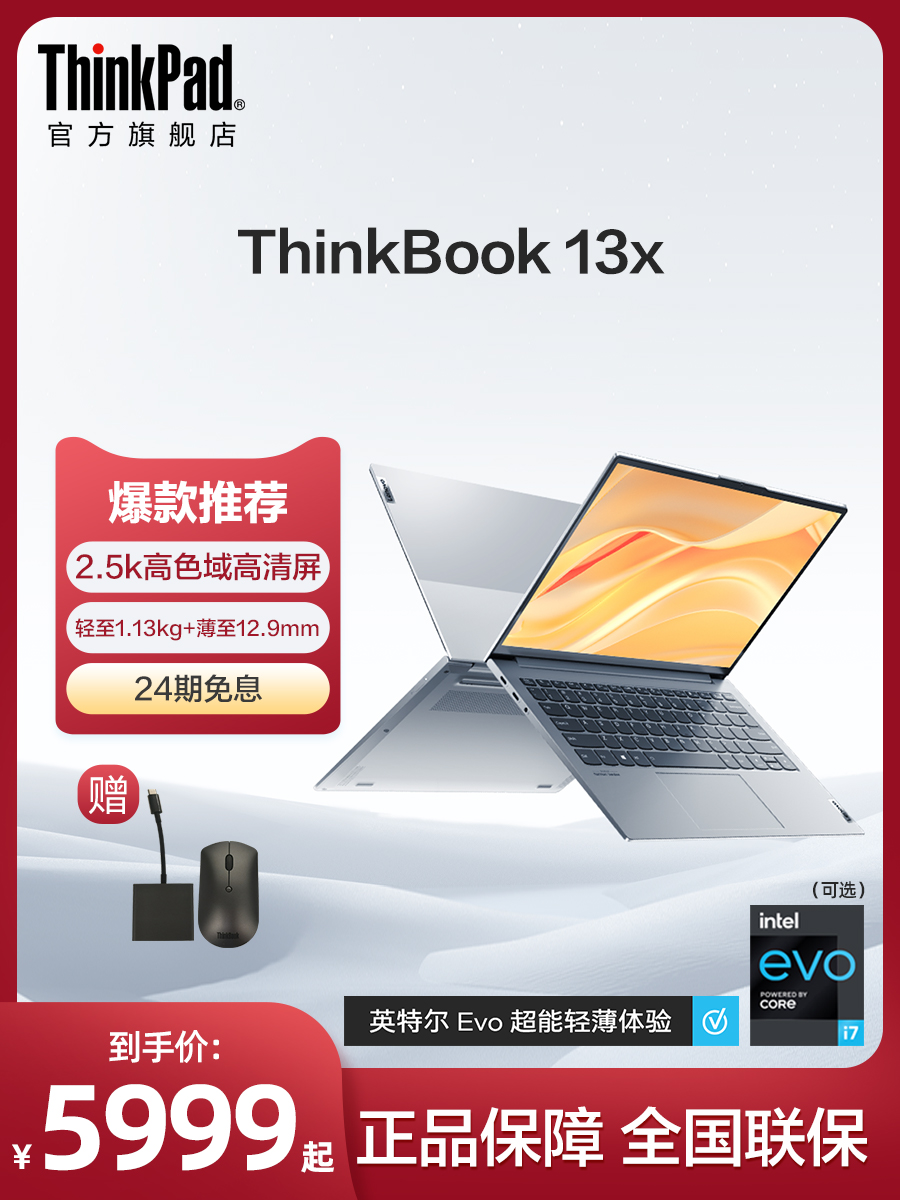 ThinkPad®
官方旗舰店
ThinkBook 13x
爆款推荐
2.5k高色域高清屏
轻至1.13kg+薄至12.9mm
24期免息
赠
ThinkPad
Lenovo
Lenovo
(可选)
intel
evo
POWERED BY
CORE
i7
英特尔 Evo 超能轻薄体验
到手价:
¥5999起
正品保障 全国联保